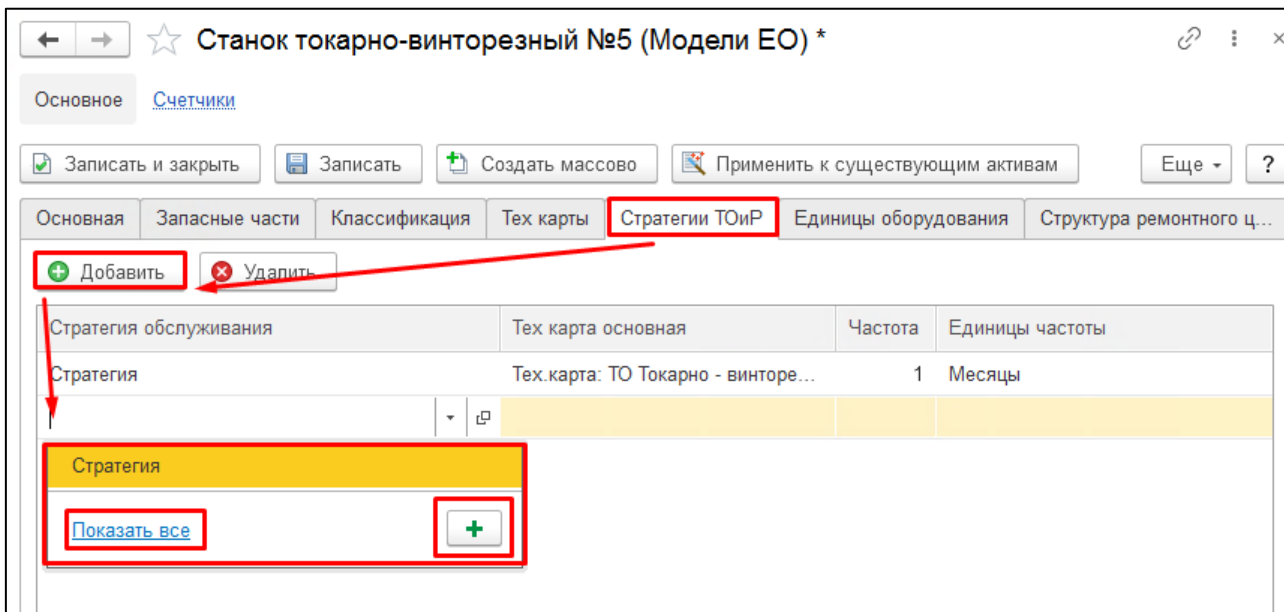 Станок токарно-винторезный №5 (Модели ЕО) *
Основное Счетчики
Записать и закрыть Записать Создать массово Применить к существующим активам Еще ?
Основная Запасные части Классификация Тех карты Стратегии ТОиР Единицы оборудования Структура ремонтного ц...
Добавить Удалить
Стратегия обслуживания Тех карта основная Частота Единицы частоты
Стратегия Тех.карта: ТО Токарно - винторе... 1 Месяцы
Стратегия
Показать все